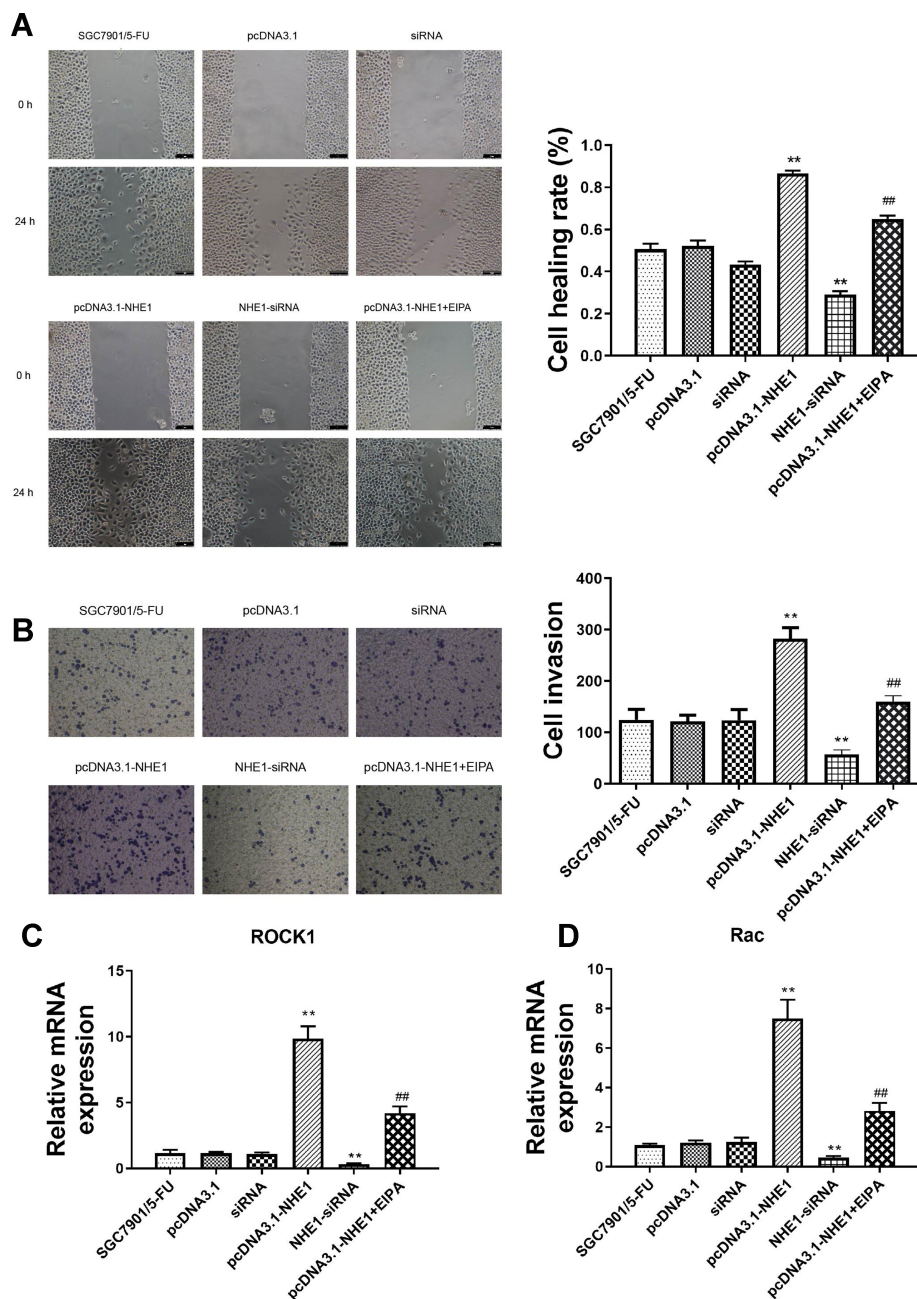 A
SGC7901/5-FU pcDNA3.1 siRNA
0 h
24 h
pcDNA3.1-NHE1 NHE1-siRNA pcDNA3.1-NHE1+EIPA
0 h
24 h
Cell healing rate (%)
1.0
0.8
0.6
0.4
0.2
0.0
**
**
##
SGC7901/5-FU
pcDNA3.1
siRNA
pcDNA3.1-NHE1
NHE1-siRNA
pcDNA3.1-NHE1+EIPA
B
SGC7901/5-FU pcDNA3.1 siRNA
pcDNA3.1-NHE1 NHE1-siRNA pcDNA3.1-NHE1+EIPA
Cell invasion
400
300
200
100
0
**
**
##
SGC7901/5-FU
pcDNA3.1
siRNA
pcDNA3.1-NHE1
NHE1-siRNA
pcDNA3.1-NHE1+EIPA
C
ROCK1
Relative mRNA
expression
15
10
5
0
**
**
##
SGC7901/5-FU
pcDNA3.1
siRNA
pcDNA3.1-NHE1
NHE1-siRNA
pcDNA3.1-NHE1+EIPA
D
Rac
Relative mRNA
expression
10
8
6
4
2
0
**
**
##
SGC7901/5-FU
pcDNA3.1
siRNA
pcDNA3.1-NHE1
NHE1-siRNA
pcDNA3.1-NHE1+EIPA